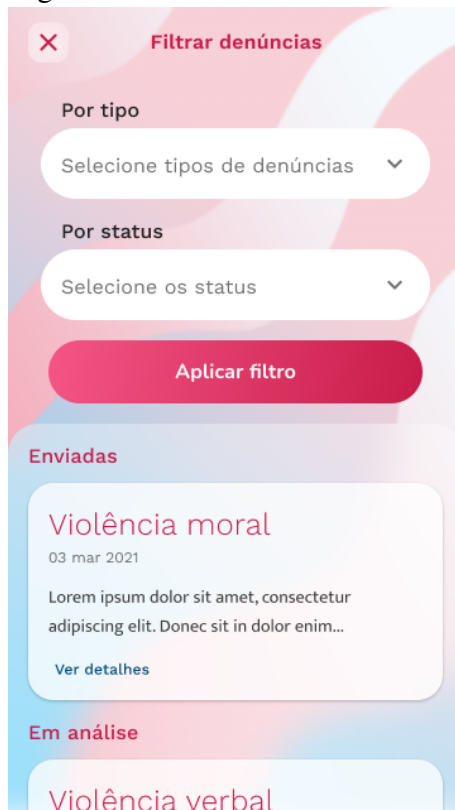 Filtrar denúncias
Por tipo
Selecione tipos de denúncias
Por status
Selecione os status
Aplicar filtro
Enviadas
Violência moral
03 mar 2021
Lorem ipsum dolor sit amet, consectetur
adipiscing elit. Donec sit in dolor enim...
Ver detalhes
Em análise
Violência verbal